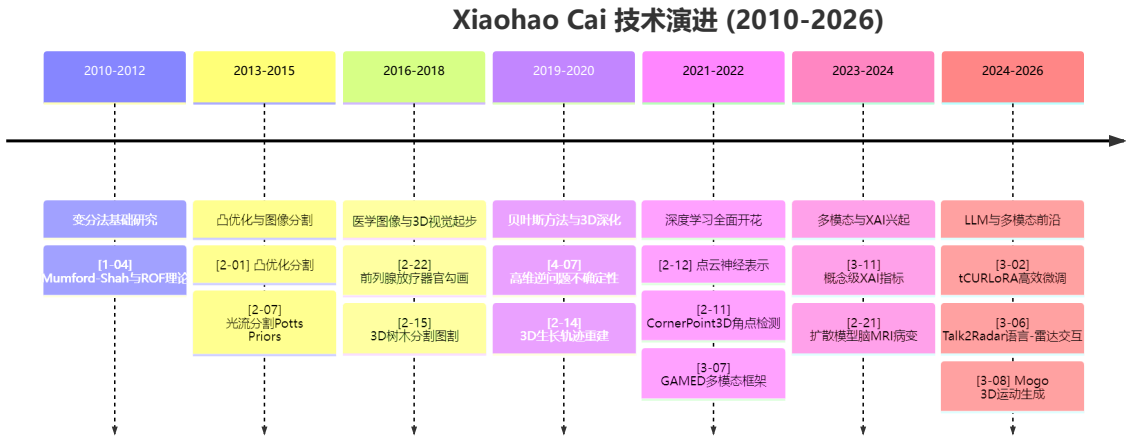 Xiaohao Cai 技术演进 (2010-2026)
2010-2012
2013-2015
2016-2018
2019-2020
2021-2022
2023-2024
2024-2026
变分法基础研究
[1-04]
Mumford-Shah与ROF理论
凸优化与图像分割
[2-01] 凸优化分割
[2-07]
光流分割Potts
Priors
医学图像与3D视觉起步
[2-22]
前列腺放疗器官勾画
[2-15]
3D树木分割图割
贝叶斯方法与3D深化
[4-07]
高维逆问题不确定性
[2-14]
3D生长轨迹重建
深度学习全面开花
[2-12] 点云神经表示
[2-11]
CornerPoint3D角点检测
[3-07]
GAMED多模态框架
多模态与XAI兴起
[3-11]
概念级XAI指标
[2-21]
扩散模型脑MRI病变
LLM与多模态前沿
[3-02]
tCURLoRA高效微调
[3-06]
Talk2Radar语言-雷达交互
[3-08] Mogo
3D运动生成